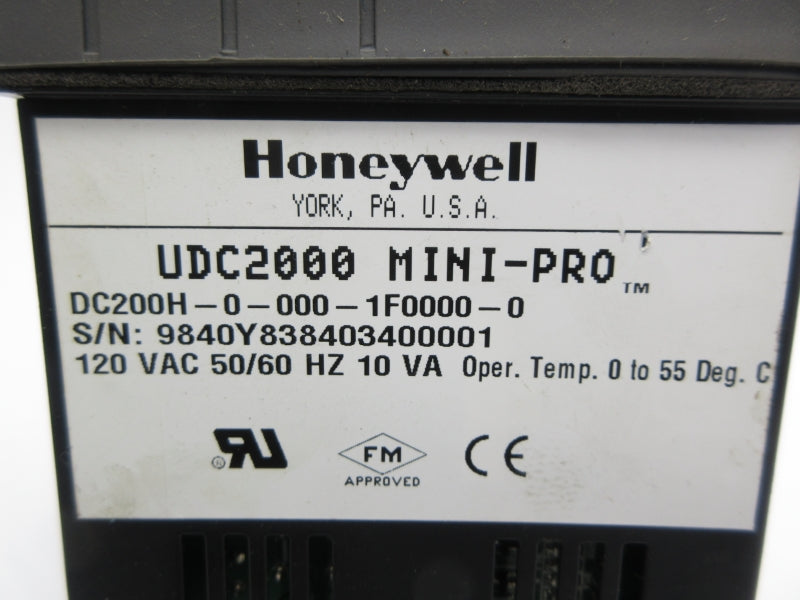 Honeywell
YORK, PA. U.S.A.
UDC2000 MINI-PRO™
DC200H-0-000-1F0000-0
S/N: 9840Y838403400001
120 VAC 50/60 HZ 10 VA Oper. Temp. 0 to 55 Deg. C
RU ®
FM
APPROVED
CE